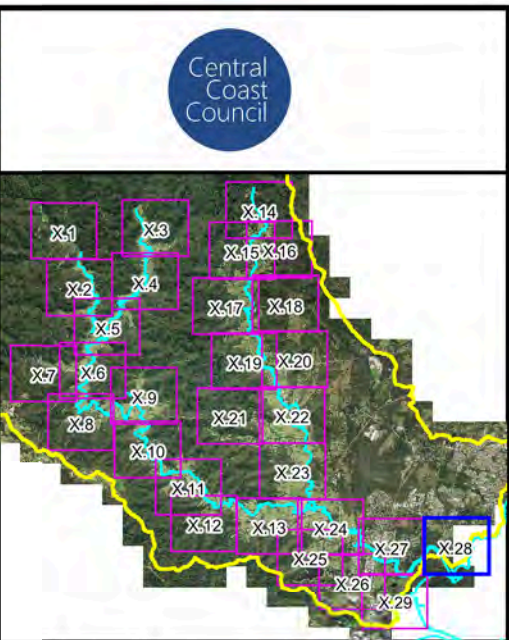 Central
Coast
Council
X.1
X.3
X.14
X.15
X.16
X.2
X.4
X.17
X.18
X.5
X.7
X.6
X.19
X.20
X.9
X.8
X.21
X.22
X.10
X.11
X.23
X.12
X.13
X.24
X.25
X.27
X.28
X.26
X.29